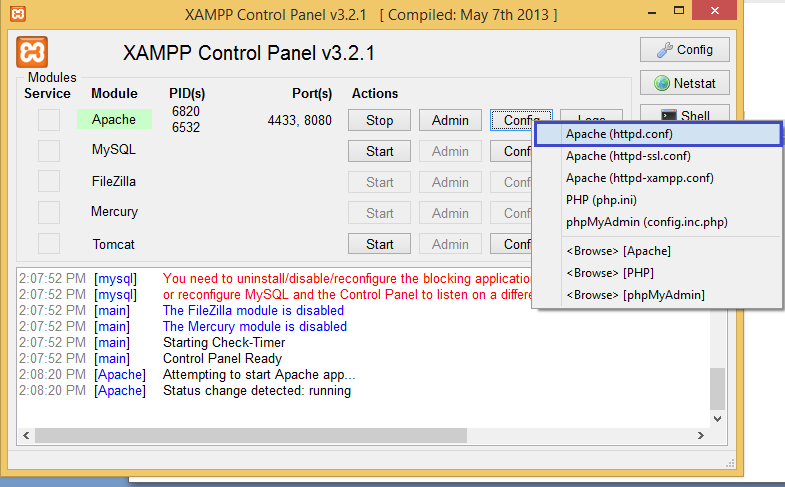 XAMPP Control Panel v3.2.1 [ Compiled: May 7th 2013 ]
XAMPP Control Panel v3.2.1
Config
Modules
Service Module PID(s) Port(s) Actions
Netstat
Apache 6820 6532 4433, 8080 Stop Admin Config Logs
Shell
MySQL Start Admin
FileZilla Start Admin
Mercury Start Admin
Tomcat Start Admin
Apache (httpd.conf)
Apache (httpd-ssl.conf)
Apache (httpd-xampp.conf)
PHP (php.ini)
phpMyAdmin (config.inc.php)
<Browse> [Apache]
<Browse> [PHP]
<Browse> [phpMyAdmin]
2:07:52 PM [mysql] You need to uninstall/disable/reconfigure the blocking application
2:07:52 PM [mysql] or reconfigure MySQL and the Control Panel to listen on a
2:07:52 PM [main] The FileZilla module is disabled
2:07:52 PM [main] The Mercury module is disabled
2:07:52 PM [main] Starting Check-Timer
2:07:52 PM [main] Control Panel Ready
2:08:20 PM [Apache] Attempting to start Apache app...
2:08:20 PM [Apache] Status change detected: running